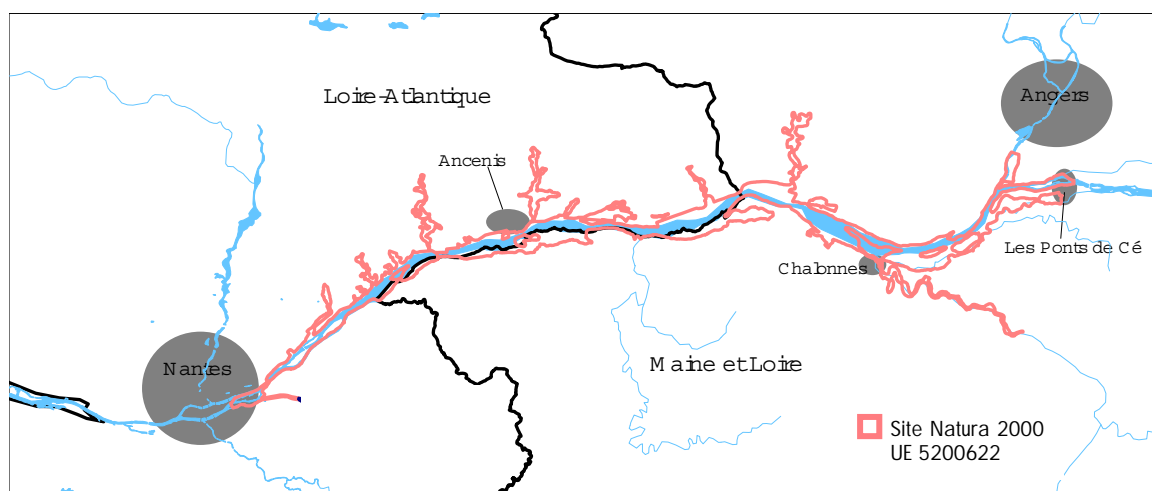 Loire-Atlantique
Angers
Ancenis
Les Ponts de Cé
Chalonnes
Nantes
Maine et Loire
Site Natura 2000
UE 5200622